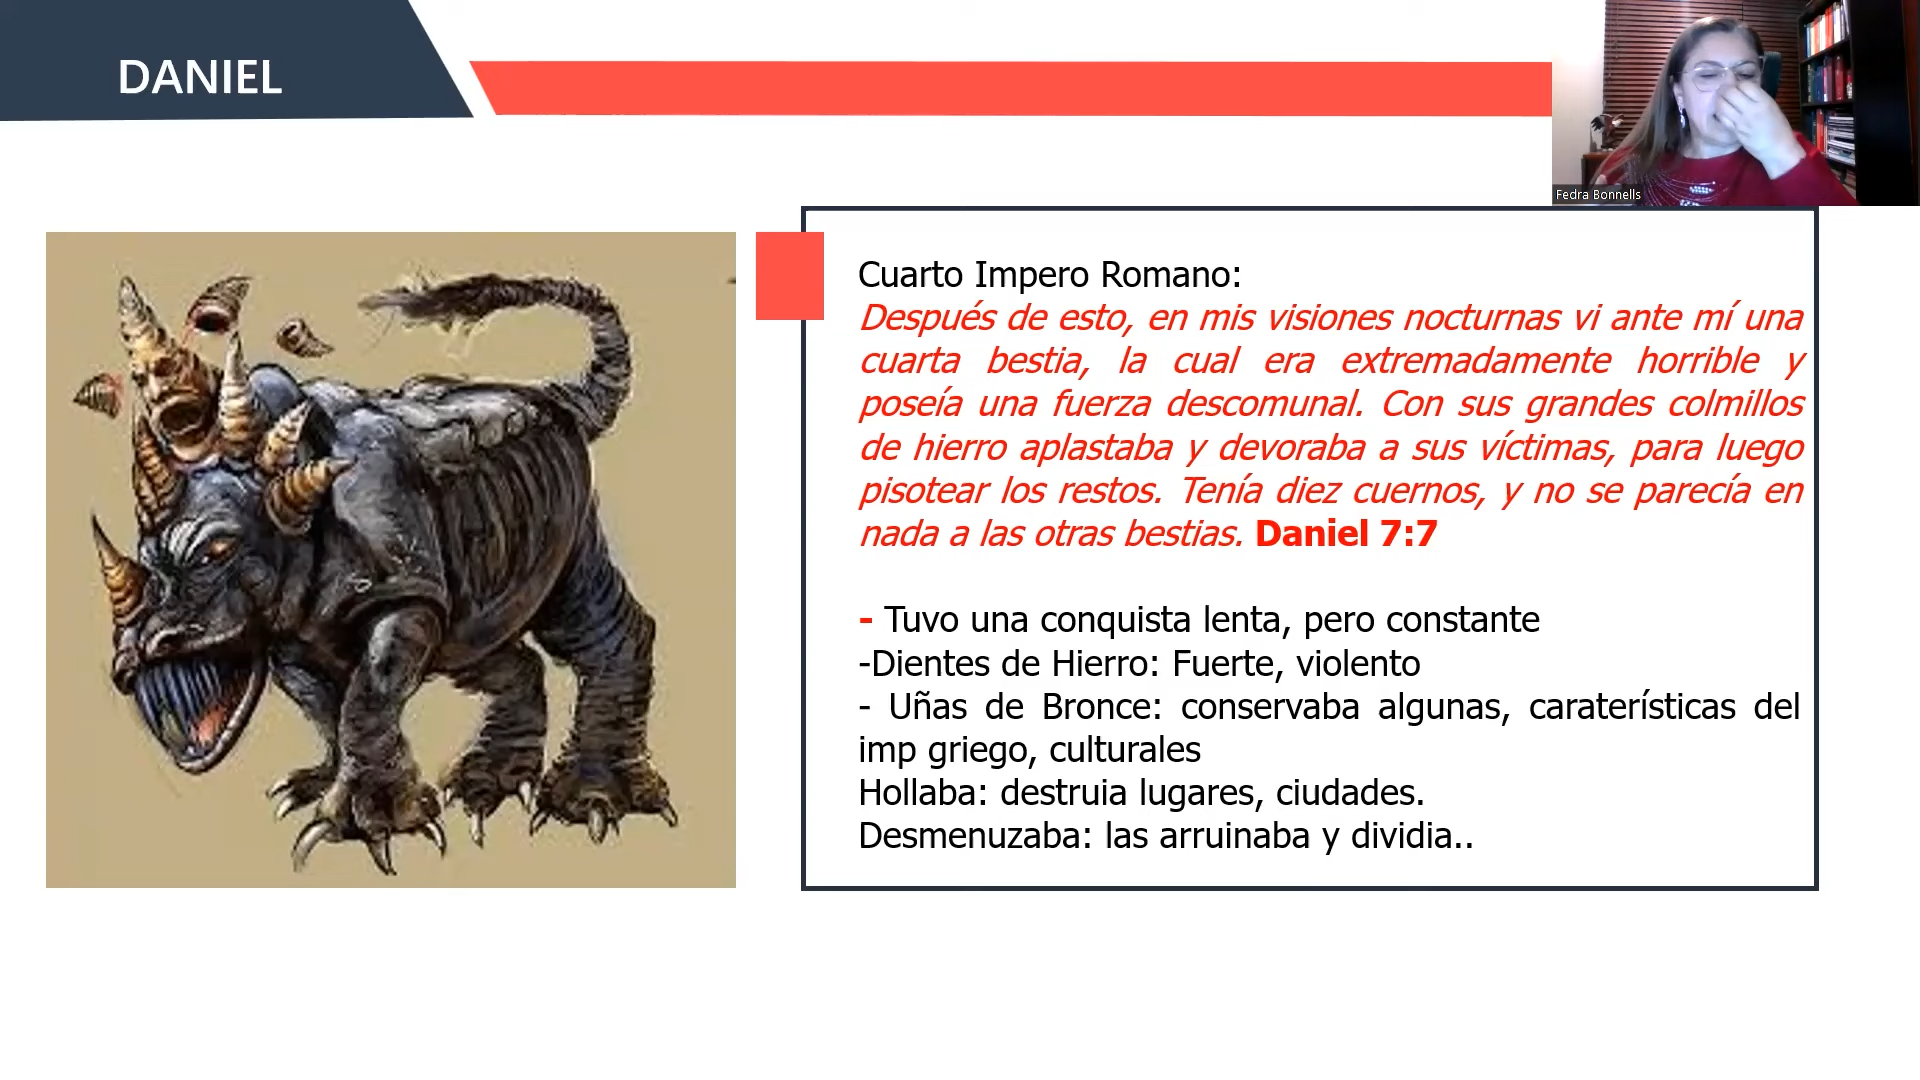 DANIEL
Fedra Bonnells
Cuarto Impero Romano:
Después de esto, en mis visiones nocturnas vi ante mí una
cuarta bestia, la cual era extremadamente horrible y
poseía una fuerza descomunal. Con sus grandes colmillos
de hierro aplastaba y devoraba a sus víctimas, para luego
pisotear los restos. Tenía diez cuernos, y no se parecía en
nada a las otras bestias. Daniel 7:7
- Tuvo una conquista lenta, pero constante
-Dientes de Hierro: Fuerte, violento
- Uñas de Bronce: conservaba algunas, caraterísticas del
imp griego, culturales
Hollaba: destruia lugares, ciudades.
Desmenuzaba: las arruinaba y dividia..